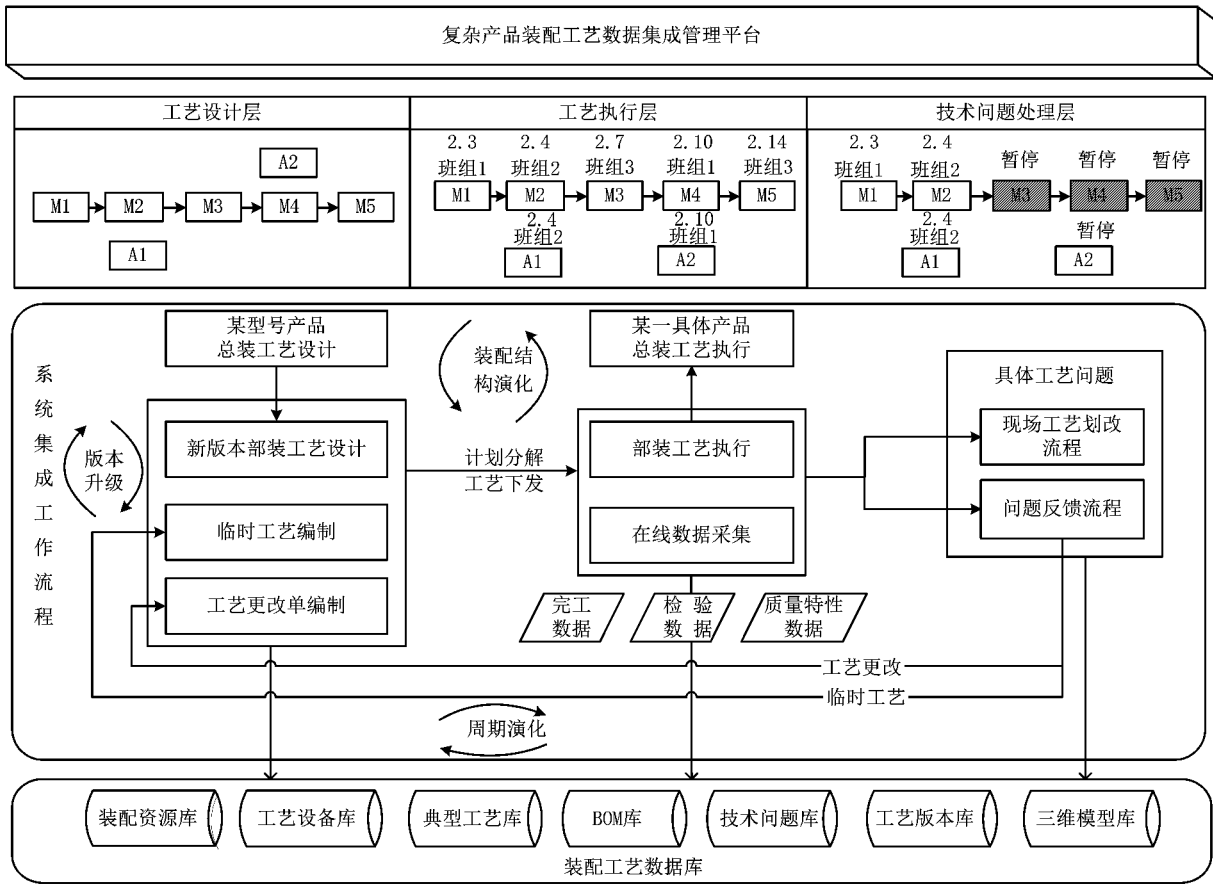 复杂产品装配工艺数据集成管理平台
工艺设计层
A2
M1 M2 M3 M4 M5
A1
工艺执行层
2.3 2.4 2.7 2.10 2.14
班组1 班组2 班组3 班组1 班组3
M1 M2 M3 M4 M5
2.4 2.10
班组2 班组1
A1 A2
技术问题处理层
2.3 2.4
班组1 班组2 暂停 暂停 暂停
M1 M2 M3 M4 M5
2.4
班组2 暂停
A1 A2
系统集成工作流程
某型号产品
总装工艺设计
装配结
构演化
某一具体产品
总装工艺执行
版本
升级
新版本部装工艺设计
临时工艺编制
工艺更改单编制
计划分解
工艺下发
部装工艺执行
在线数据采集
完工
数据
检 验
数 据
质量特性
数据
具体工艺问题
现场工艺划改
流程
问题反馈流程
工艺更改
临时工艺
周期演化
装配资源库
工艺设备库
典型工艺库
BOM库
技术问题库
工艺版本库
三维模型库
装配工艺数据库